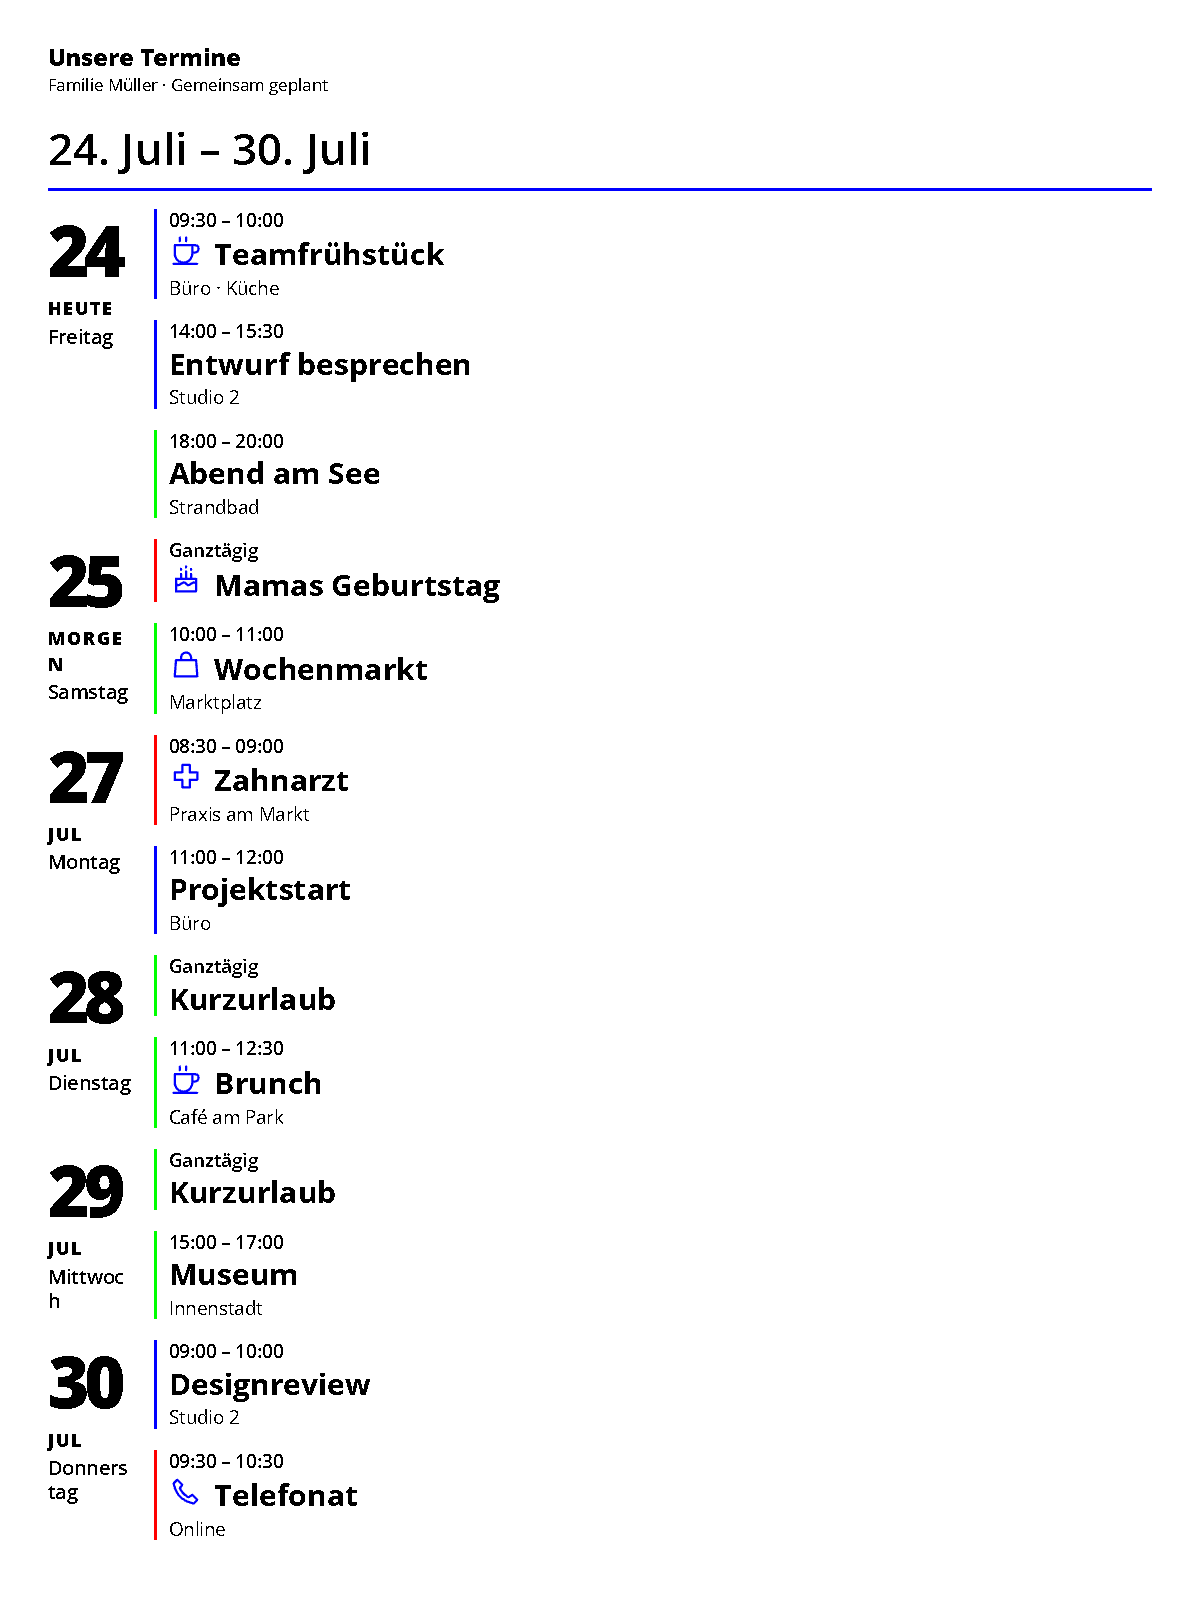 Unsere Termine
Familie Müller · Gemeinsam geplant
24. Juli – 30. Juli
24
HEUTE
Freitag
09:30 – 10:00
Teamfrühstück
Büro · Küche
14:00 – 15:30
Entwurf besprechen
Studio 2
18:00 – 20:00
Abend am See
Strandbad
25
MORGE
N
Samstag
Ganztägig
Mamas Geburtstag
10:00 – 11:00
Wochenmarkt
Marktplatz
27
JUL
Montag
08:30 – 09:00
Zahnarzt
Praxis am Markt
11:00 – 12:00
Projektstart
Büro
28
JUL
Dienstag
Ganztägig
Kurzurlaub
11:00 – 12:30
Brunch
Café am Park
29
JUL
Mittwoc
h
Ganztägig
Kurzurlaub
15:00 – 17:00
Museum
Innenstadt
30
JUL
Donners
tag
09:00 – 10:00
Designreview
Studio 2
09:30 – 10:30
Telefonat
Online